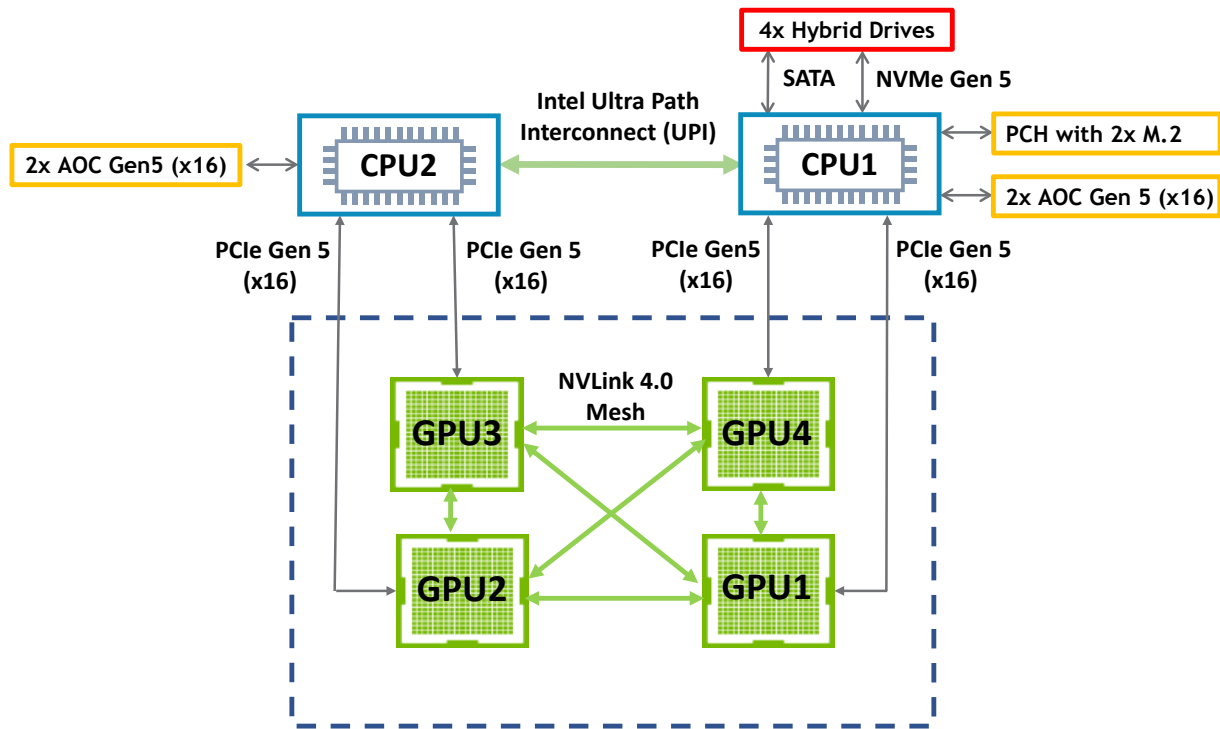 4x Hybrid Drives
SATA
NVMe Gen 5
Intel Ultra Path
Interconnect (UPI)
PCH with 2x M.2
CPU2
CPU1
2x AOC Gen5 (x16)
2x AOC Gen 5 (x16)
PCIe Gen 5
(x16)
PCIe Gen 5
(x16)
PCIe Gen5
(x16)
PCIe Gen 5
(x16)
NVLink 4.0
Mesh
GPU3
GPU4
GPU2
GPU1